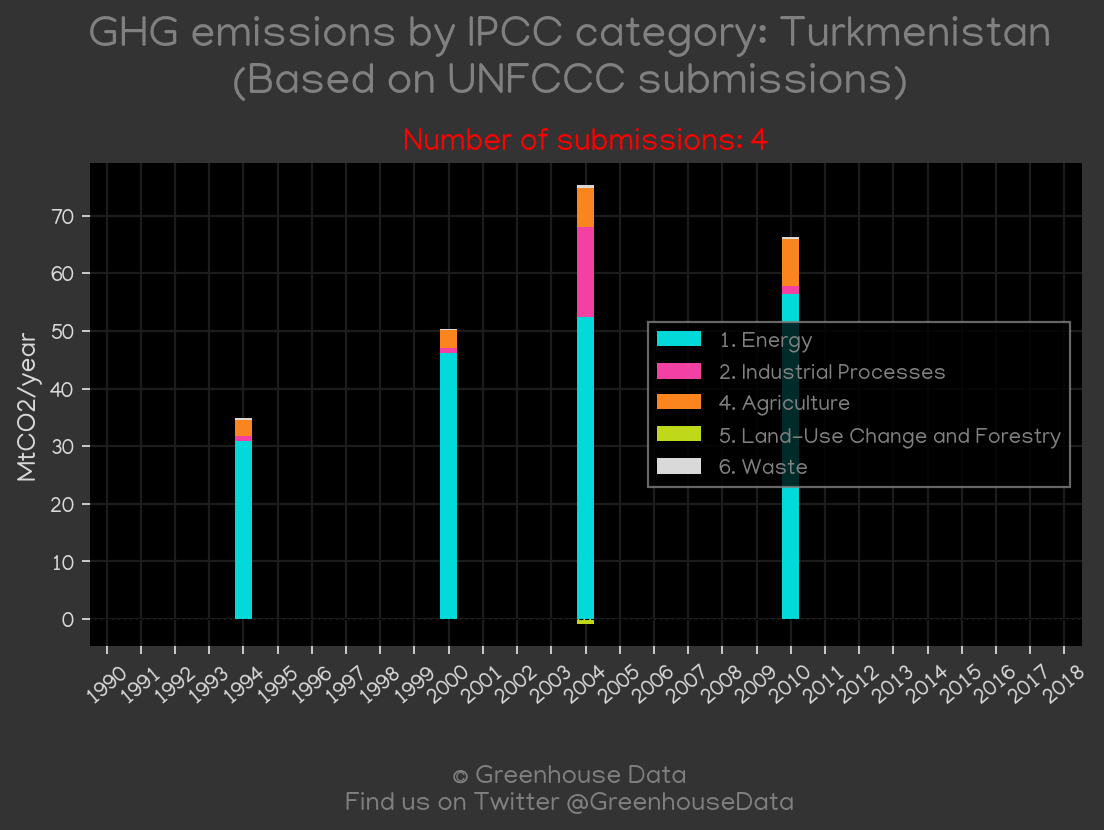 GHG emissions by IPCC category: Turkmenistan
(Based on UNFCCC submissions)
Number of submissions: 4
MtCO2/year
70
60
50
40
30
20
10
0
1. Energy
2. Industrial Processes
4. Agriculture
5. Land-Use Change and Forestry
6. Waste
1990 1991 1992 1993 1994 1995 1996 1997 1998 1999 2000 2001 2002 2003 2004 2005 2006 2007 2008 2009 2010 2011 2012 2013 2014 2015 2016 2017 2018
© Greenhouse Data
Find us on Twitter @GreenhouseData